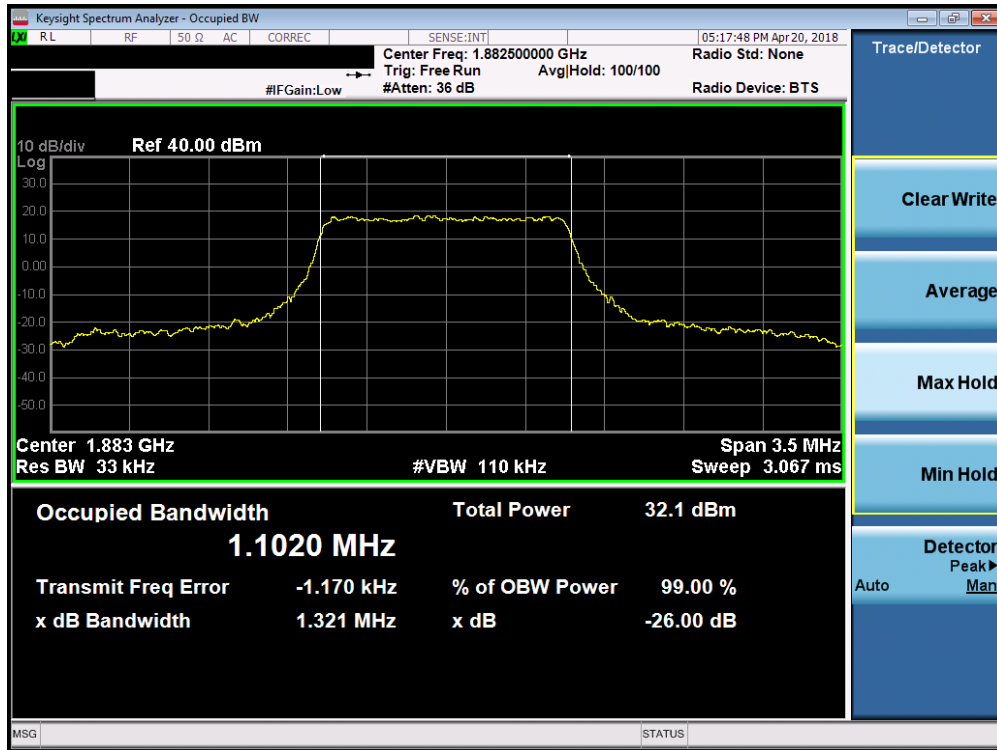 Keysight Spectrum Analyzer - Occupied BW
LXI RL RF 50 Ω AC CORREC SENSE:INT 05:17:48 PM Apr 20, 2018
Center Freq: 1.882500000 GHz Radio Std: None
Trig: Free Run Avg|Hold: 100/100
#IFGain:Low #Atten: 36 dB Radio Device: BTS
10 dB/div Ref 40.00 dBm
Log
30.0
20.0
10.0
0.00
-10.0
-20.0
-30.0
-40.0
-50.0
Center 1.883 GHz Span 3.5 MHz
Res BW 33 kHz #VBW 110 kHz Sweep 3.067 ms
Occupied Bandwidth Total Power 32.1 dBm
1.1020 MHz
Transmit Freq Error -1.170 kHz % of OBW Power 99.00 %
x dB Bandwidth 1.321 MHz x dB -26.00 dB
MSG STATUS
Trace/Detector
Clear Write
Average
Max Hold
Min Hold
Detector
Peak▶
Auto Man